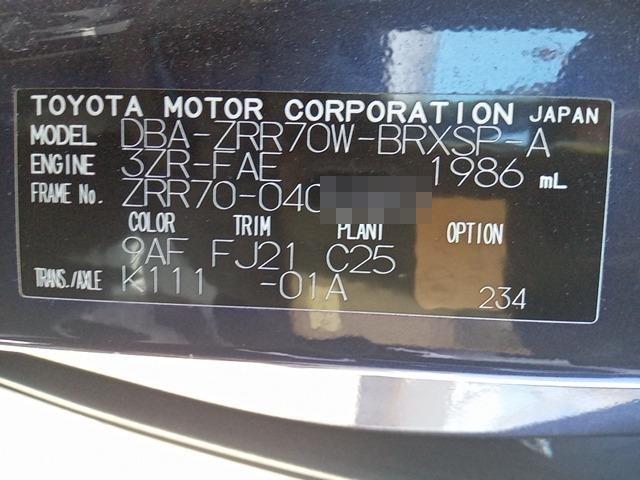 TOYOTA MOTOR CORPORATION JAPAN
MODEL DBA-ZRR70W-BRXSP-A
ENGINE 3ZR-FAE 1986 mL
FRAME No. ZRR70-040
COLOR TRIM PLANT OPTION
9AF FJ21 C25
TRANS./AXLE K111 -01A 234